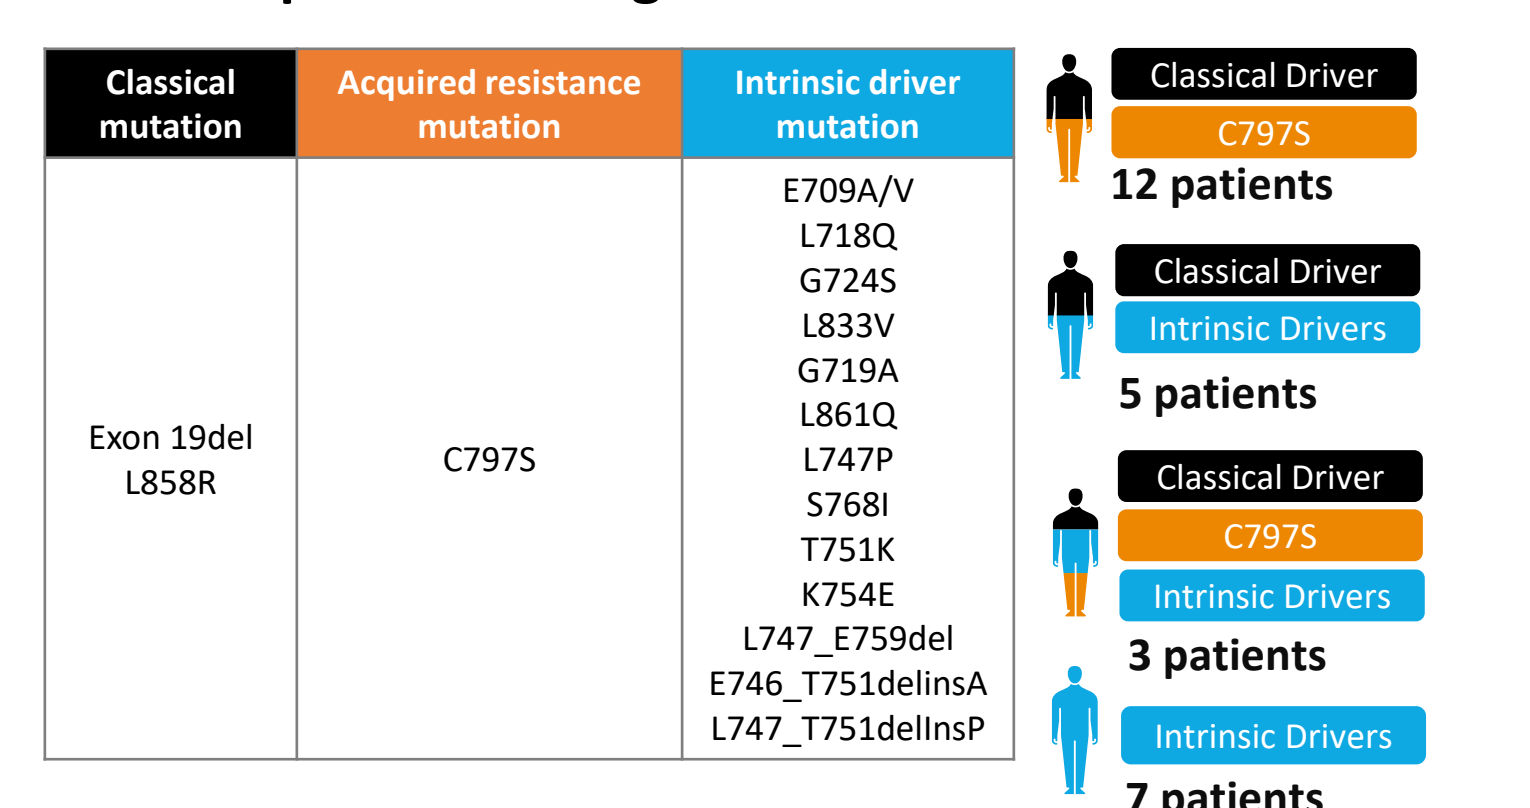 Classical mutation
Acquired resistance mutation
Intrinsic driver mutation
Exon 19del
L858R
C797S
E709A/V
L718Q
G724S
L833V
G719A
L861Q
L747P
S768I
T751K
K754E
L747_E759del
E746_T751delinsA
L747_T751delInsP
Classical Driver
C797S
12 patients
Classical Driver
Intrinsic Drivers
5 patients
Classical Driver
C797S
Intrinsic Drivers
3 patients
Intrinsic Drivers
7 patients